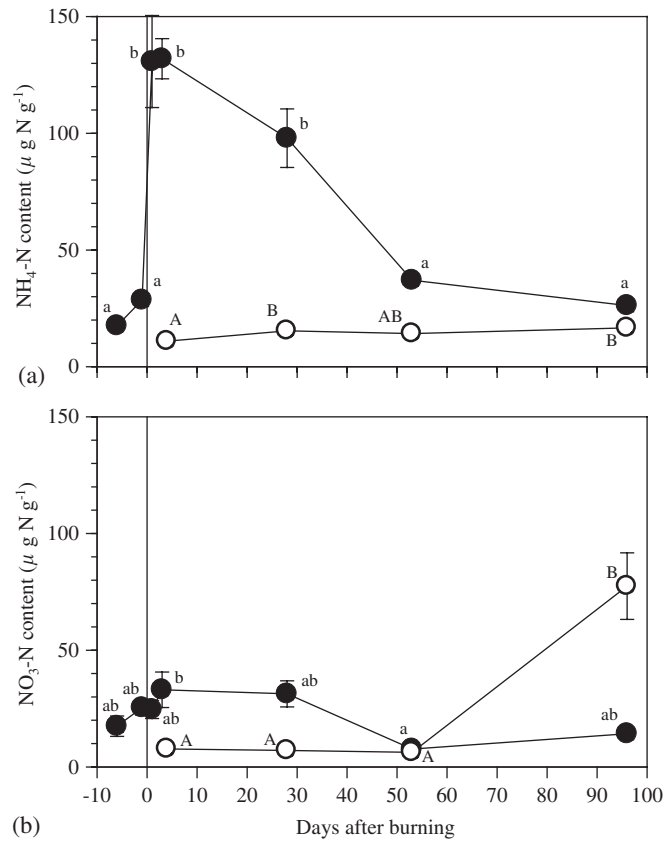 150
b
b
b
100
50
a
a
a
a
A
B
AB
B
0
NH₄-N content (μ g N g⁻¹)
(a)
150
100
B
50
b
ab
ab
ab
ab
a
ab
A
A
A
0
NO₃-N content (μ g N g⁻¹)
-10 0 10 20 30 40 50 60 70 80 90 100
(b)
Days after burning